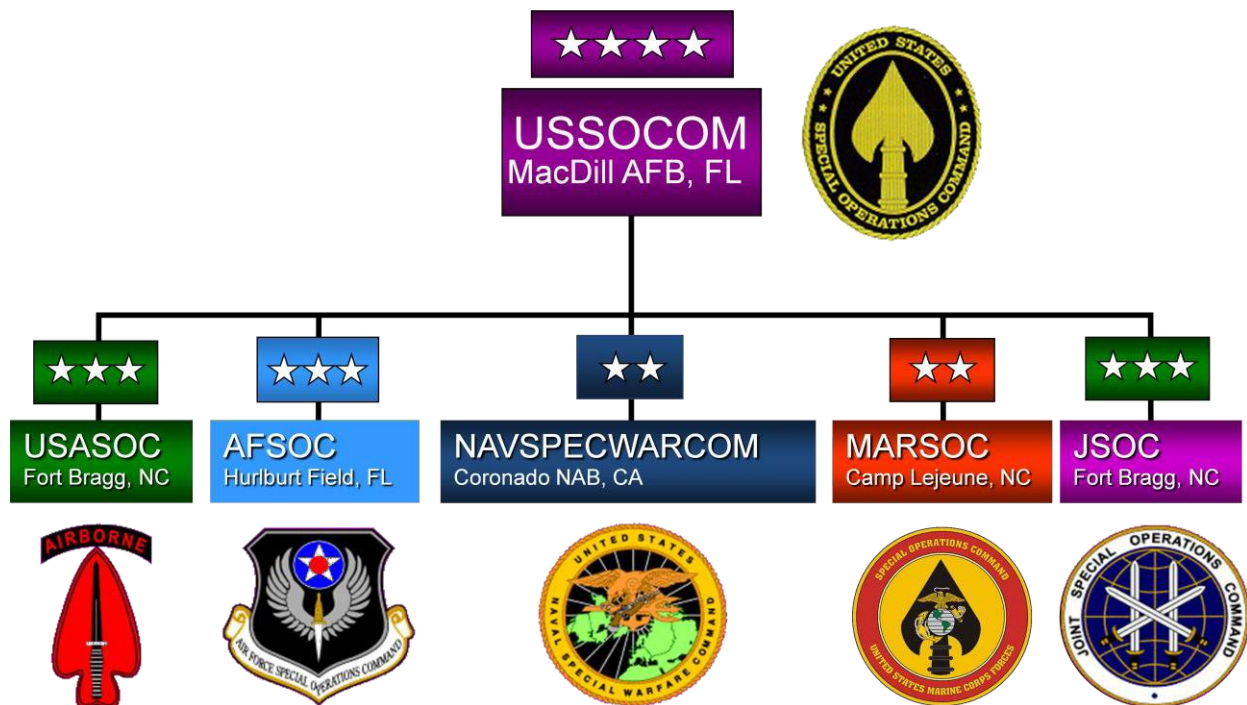 USSOCOM
MacDill AFB, FL
UNITED STATES
SPECIAL OPERATIONS COMMAND
USASOC
Fort Bragg, NC
AFSOC
Hurlburt Field, FL
NAVSPECWARCOM
Coronado NAB, CA
MARSOC
Camp Lejeune, NC
JSOC
Fort Bragg, NC
AIRBORNE
AIR FORCE SPECIAL OPERATIONS COMMAND
UNITED STATES
NAVAL SPECIAL WARFARE COMMAND
SPECIAL OPERATIONS COMMAND
UNITED STATES MARINE CORPS FORCES
JOINT SPECIAL OPERATIONS COMMAND